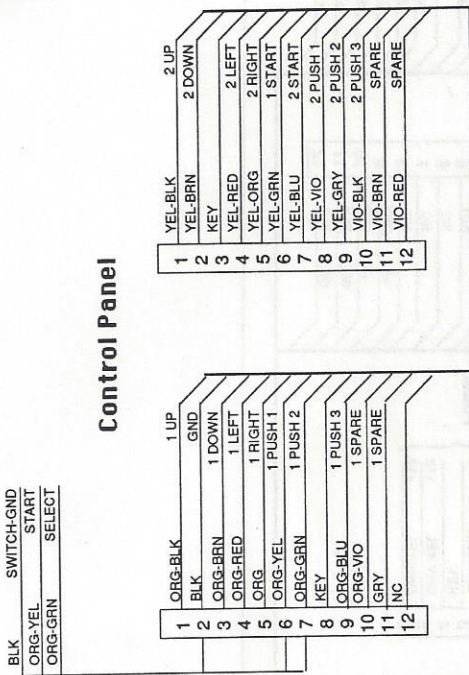 BLK SWITCH-GND
ORG-YEL START
ORG-GRN SELECT
Control Panel
1 ORG-BLK 1 UP
2 BLK GND
3 ORG-BRN 1 DOWN
4 ORG-RED 1 LEFT
5 ORG 1 RIGHT
6 ORG-YEL 1 PUSH 1
7 ORG-GRN 1 PUSH 2
8 KEY
9 ORG-BLU 1 PUSH 3
10 ORG-VIO 1 SPARE
11 GRY 1 SPARE
12 NC
1 YEL-BLK 2 UP
2 YEL-BRN 2 DOWN
3 KEY
4 YEL-RED 2 LEFT
5 YEL-ORG 2 RIGHT
6 YEL-GRN 1 START
7 YEL-BLU 2 START
8 YEL-VIO 2 PUSH 1
9 YEL-GRY 2 PUSH 2
10 VIO-BLK 2 PUSH 3
11 VIO-BRN SPARE
12 VIO-RED SPARE